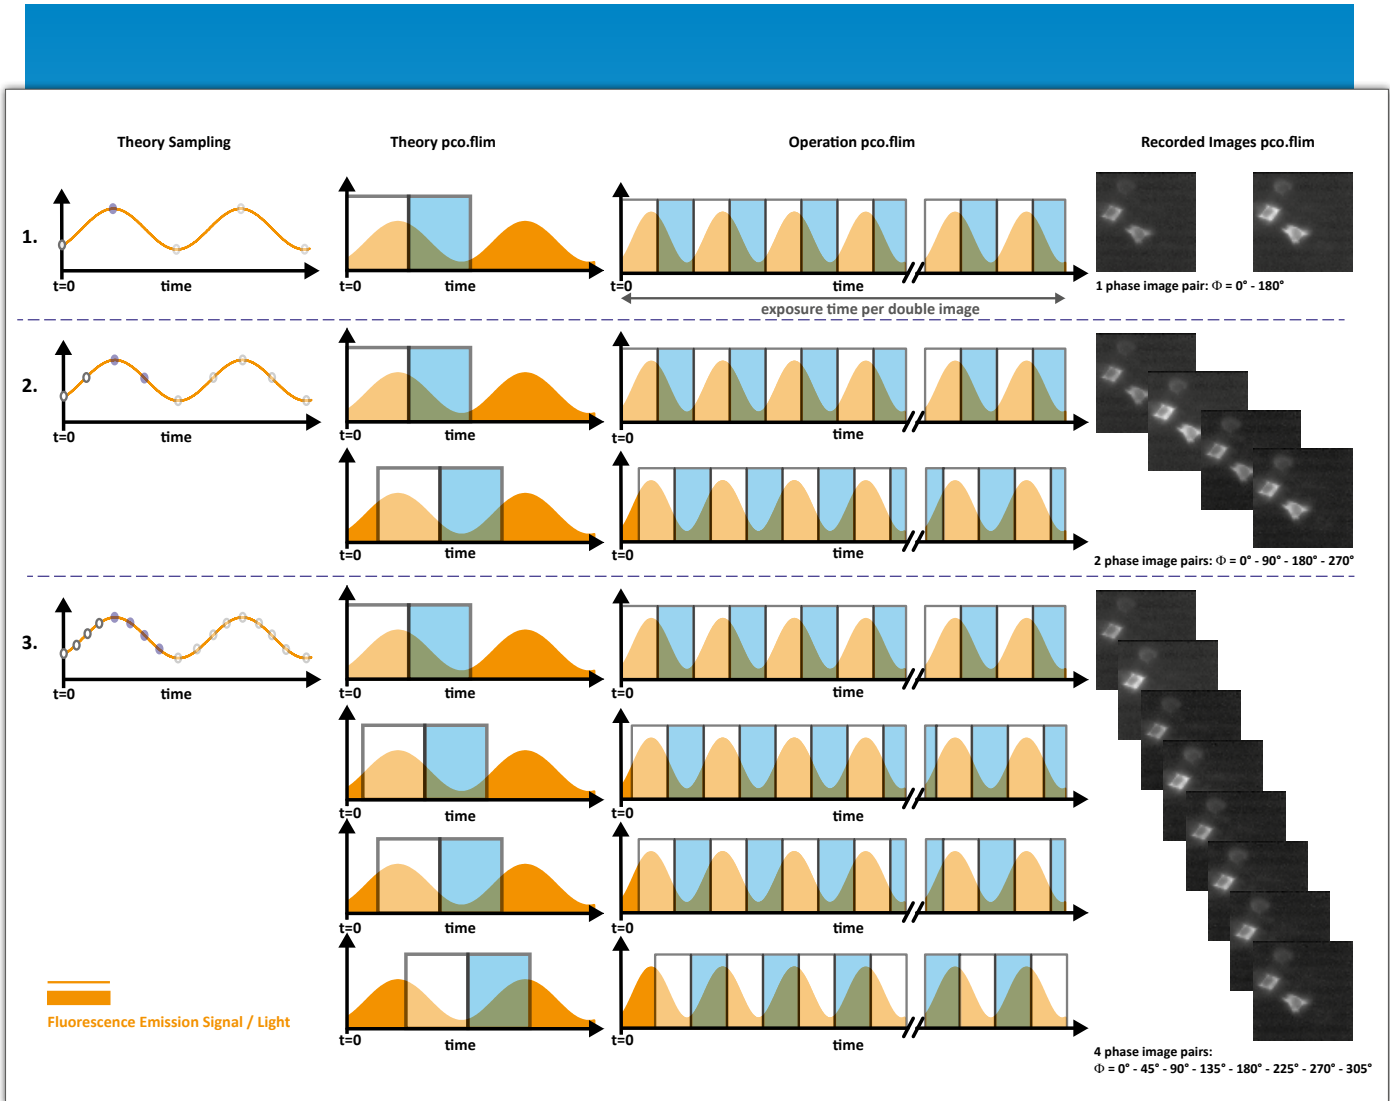 Theory Sampling
Theory pco.flim
Operation pco.flim
Recorded Images pco.flim
1.
t=0
time
t=0
time
t=0
time
exposure time per double image
1 phase image pair: Φ = 0° - 180°
2.
t=0
time
t=0
time
t=0
time
t=0
time
t=0
time
2 phase image pairs: Φ = 0° - 90° - 180° - 270°
3.
t=0
time
t=0
time
t=0
time
t=0
time
t=0
time
t=0
time
t=0
time
t=0
time
t=0
time
Fluorescence Emission Signal / Light
4 phase image pairs:
Φ = 0° - 45° - 90° - 135° - 180° - 225° - 270° - 305°